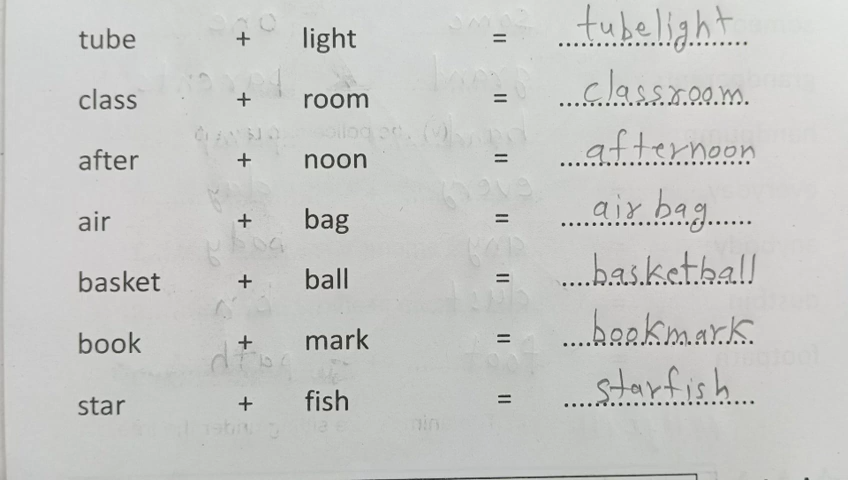 tube + light = tubelight
class + room = classroom.
after + noon = afternoon
air + bag = air bag
basket + ball = basketball
book + mark = bookmark
star + fish = starfish